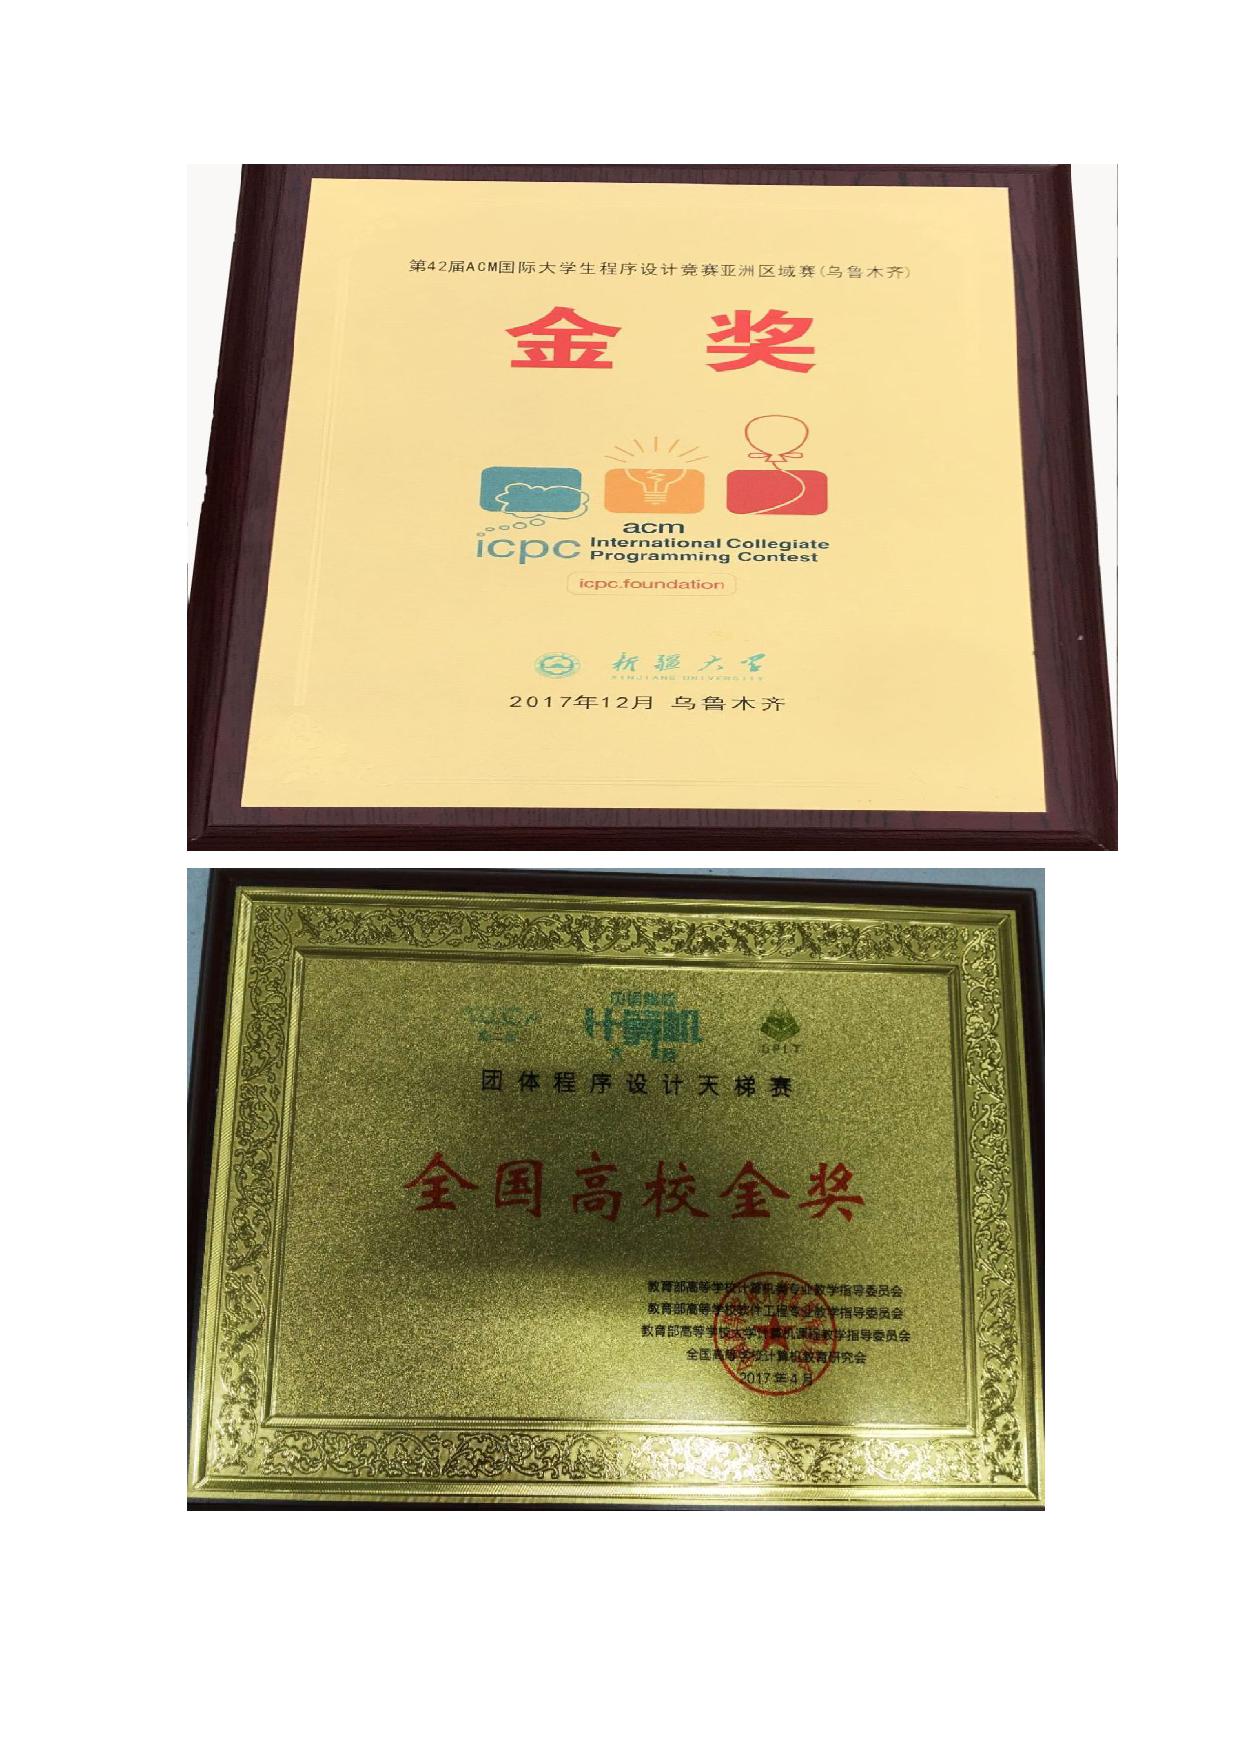 第42届ACM国际大学生程序设计竞赛亚洲区域赛(乌鲁木齐)
金奖
acm
icpc International Collegiate
Programming Contest
icpc.foundation
新疆大学
XINJIANG UNIVERSITY
2017年12月 乌鲁木齐
计算机
大赛
GPLT
团体程序设计天梯赛
全国高校金奖
教育部高等学校计算机类专业教学指导委员会
教育部高等学校软件工程专业教学指导委员会
教育部高等学校大学计算机课程教学指导委员会
全国高等学校计算机教育研究会
2017年4月